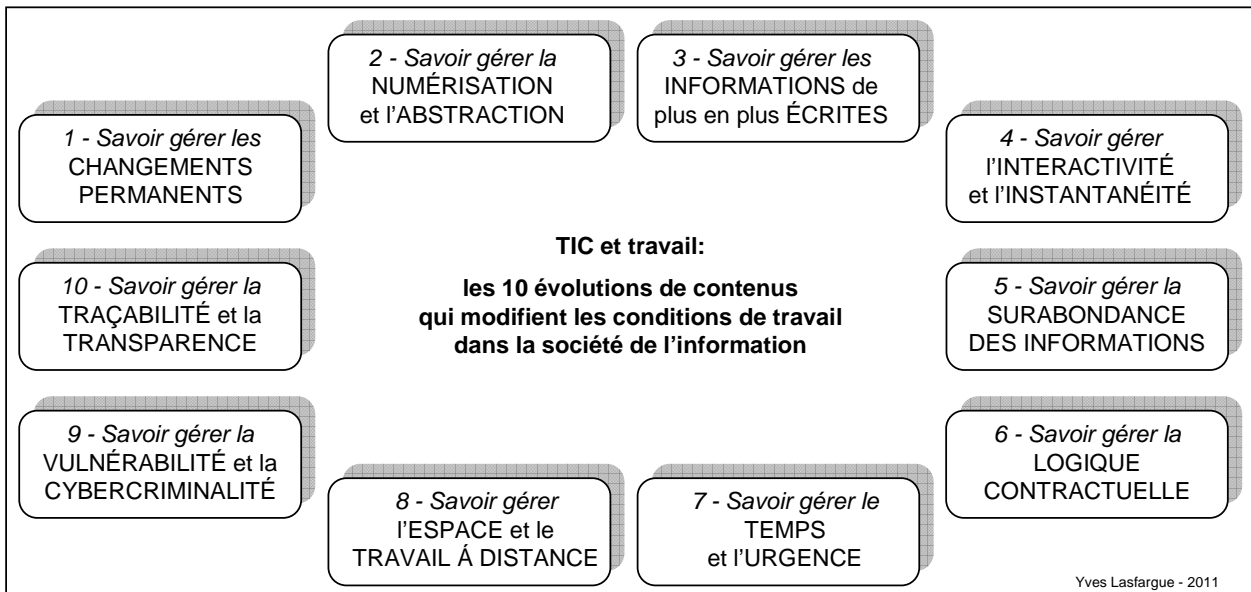 1 - Savoir gérer les
CHANGEMENTS
PERMANENTS
2 - Savoir gérer la
NUMÉRISATION
et l'ABSTRACTION
3 - Savoir gérer les
INFORMATIONS de
plus en plus ÉCRITES
4 - Savoir gérer
l'INTERACTIVITÉ
et l'INSTANTANÉITÉ
TIC et travail:
les 10 évolutions de contenus
qui modifient les conditions de travail
dans la société de l'information
5 - Savoir gérer la
SURABONDANCE
DES INFORMATIONS
6 - Savoir gérer la
LOGIQUE
CONTRACTUELLE
7 - Savoir gérer le
TEMPS
et l'URGENCE
8 - Savoir gérer
l'ESPACE et le
TRAVAIL Á DISTANCE
9 - Savoir gérer la
VULNÉRABILITÉ et la
CYBERCRIMINALITÉ
10 - Savoir gérer la
TRAÇABILITÉ et la
TRANSPARENCE
Yves Lasfargue - 2011